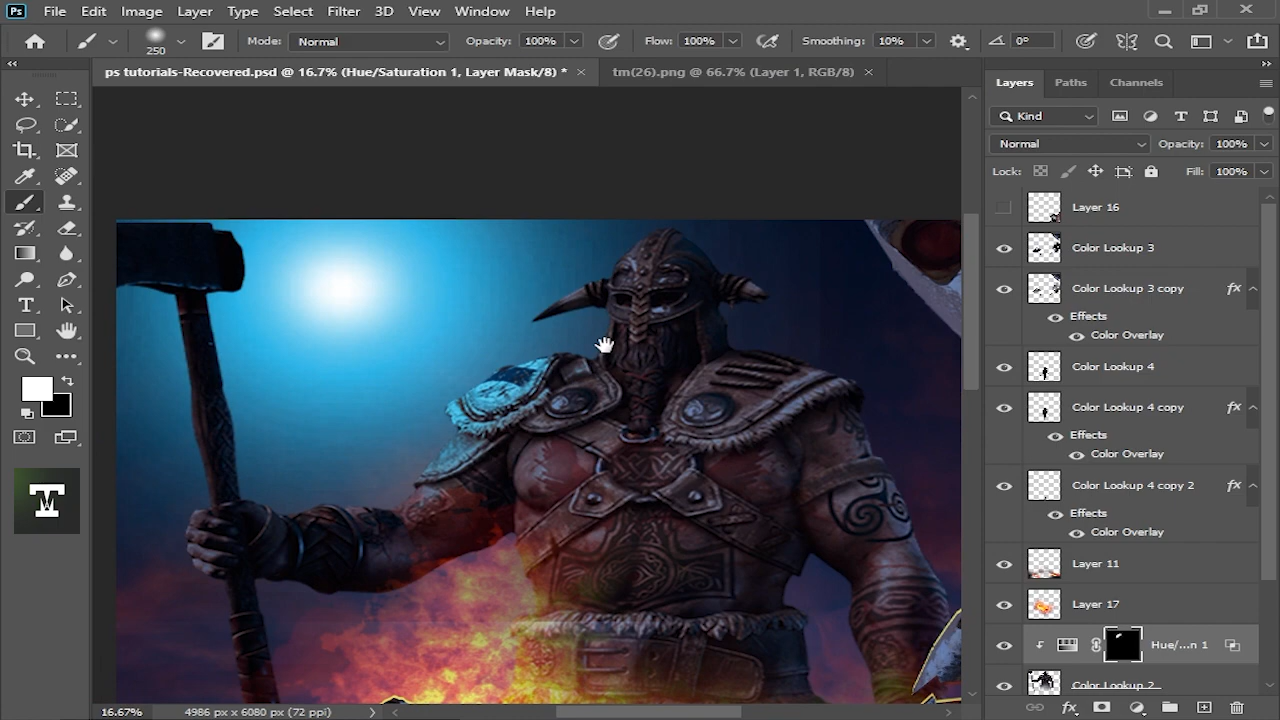 Ps File Edit Image Layer Type Select Filter 3D View Window Help
250 Mode: Normal Opacity: 100% Flow: 100% Smoothing: 10% 0°
ps tutorials-Recovered.psd @ 16.7% (Hue/Saturation 1, Layer Mask/8) * tm(26).png @ 66.7% (Layer 1, RGB/8)
Layers Paths Channels
Kind
Normal Opacity: 100%
Lock: Fill: 100%
Layer 16
Color Lookup 3
Color Lookup 3 copy fx
Effects
Color Overlay
Color Lookup 4
Color Lookup 4 copy fx
Effects
Color Overlay
Color Lookup 4 copy 2 fx
Effects
Color Overlay
Layer 11
Layer 17
Hue/...n 1
Color Lookup 2
16.67% 4986 px x 6080 px (72 ppi)
fx